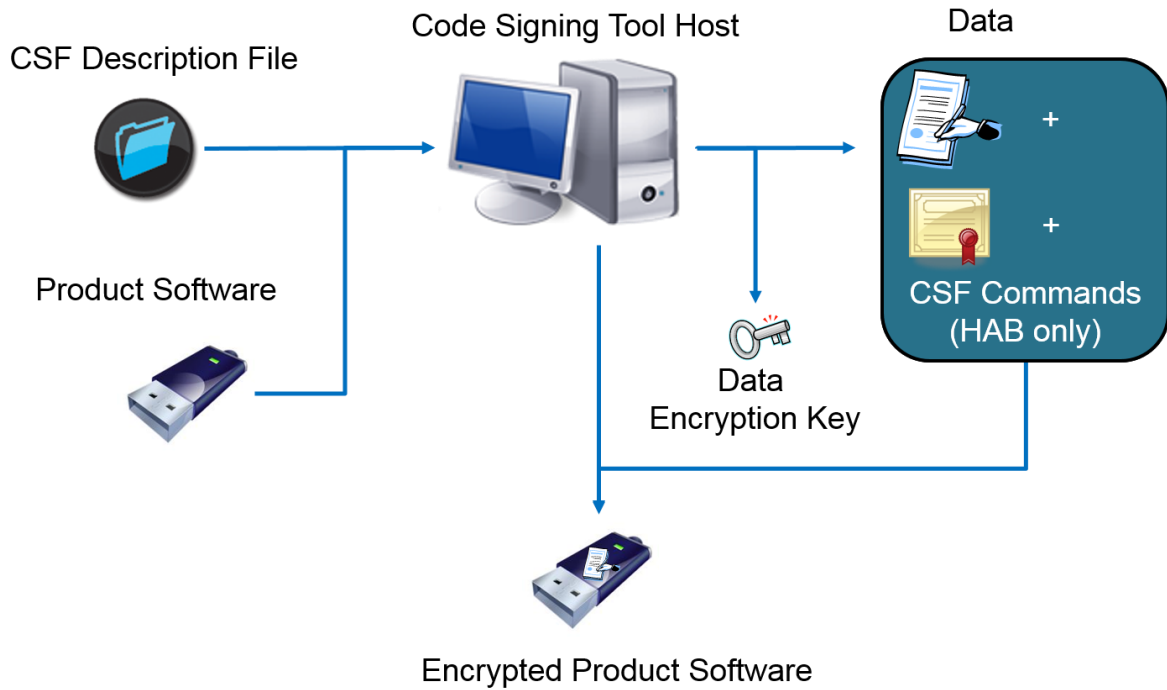 Code Signing Tool Host
Data
CSF Description File
+
+
Product Software
CSF Commands
(HAB only)
Data
Encryption Key
Encrypted Product Software